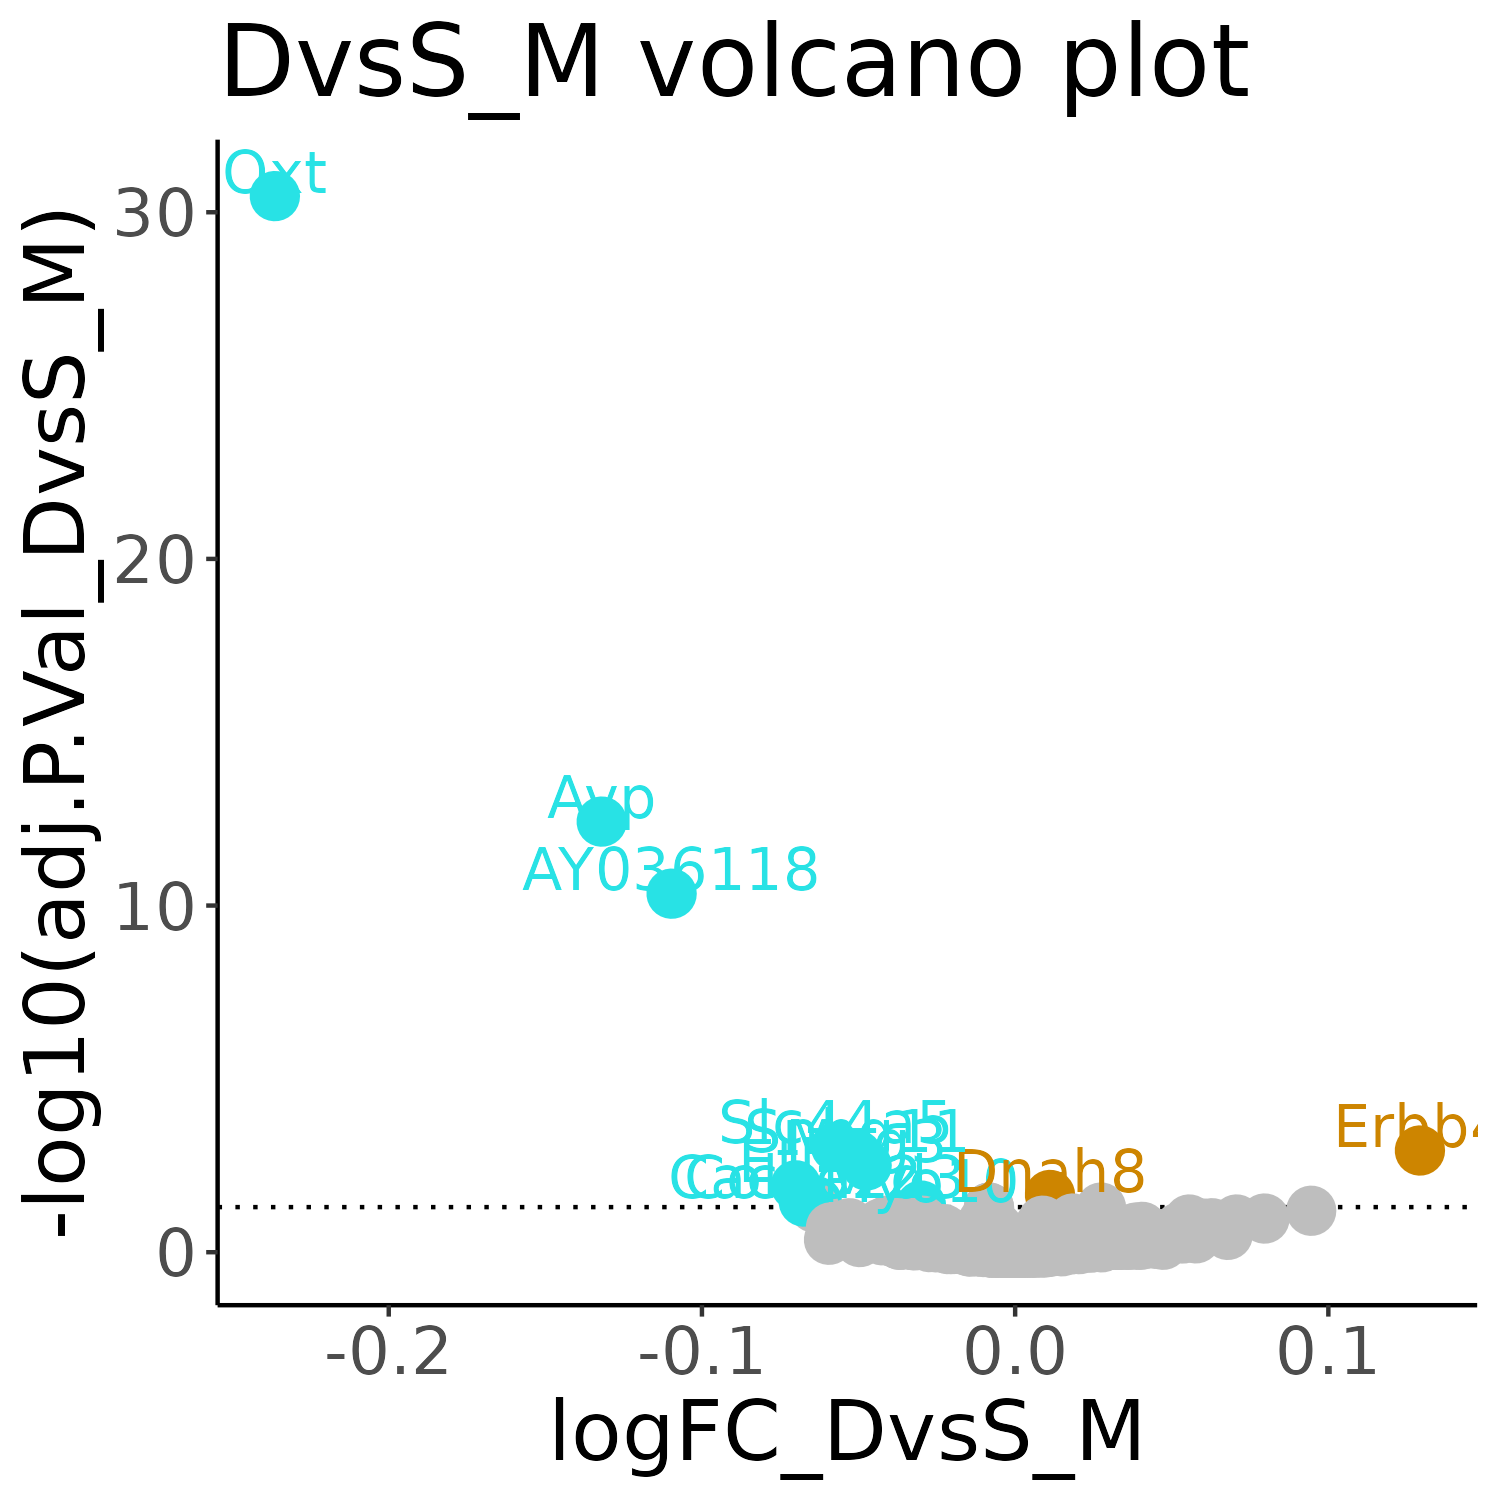 DvsS_M volcano plot
-log10(adj.P.Val_DvsS_M)
30
20
10
0
Oxt
Avp
AY036118
Slc44a5
Erbb4
Dnah8
-0.2
-0.1
0.0
0.1
logFC_DvsS_M